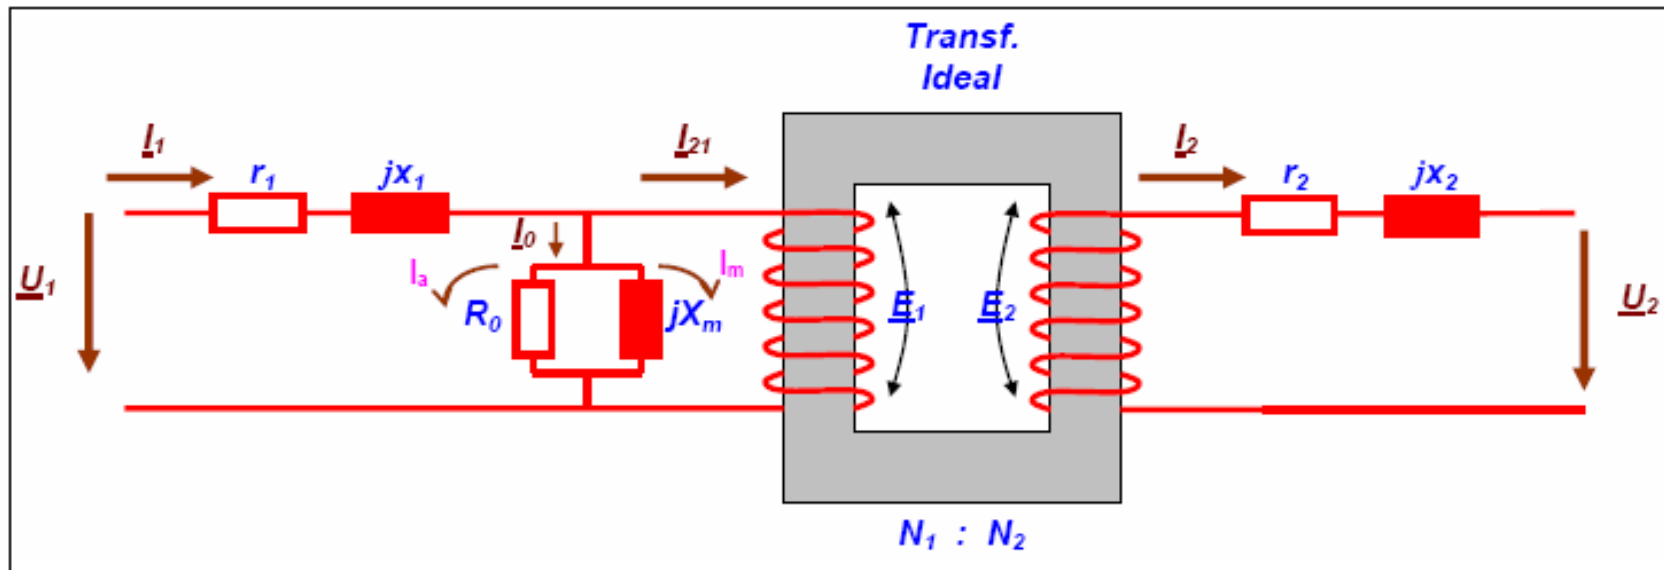 Transf.
Ideal
I₁
I₂₁
I₂
r₁
jx₁
r₂
jx₂
I₀
Iₐ
Iₘ
U₁
R₀
jXₘ
E₁
E₂
U₂
N₁ : N₂